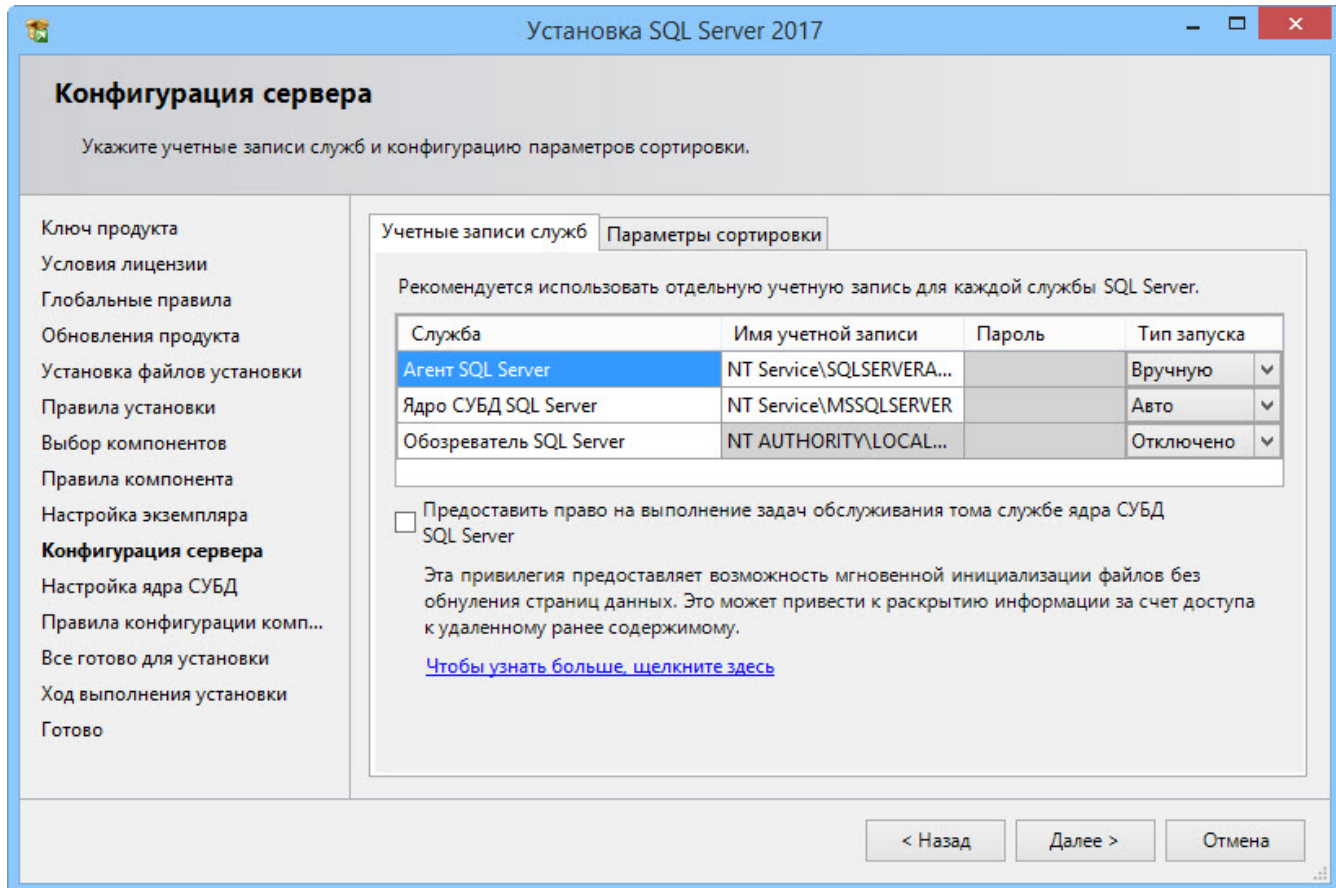 Установка SQL Server 2017
Конфигурация сервера
Укажите учетные записи служб и конфигурацию параметров сортировки.
Ключ продукта
Условия лицензии
Глобальные правила
Обновления продукта
Установка файлов установки
Правила установки
Выбор компонентов
Правила компонента
Настройка экземпляра
Конфигурация сервера
Настройка ядра СУБД
Правила конфигурации комп...
Все готово для установки
Ход выполнения установки
Готово
Учетные записи служб Параметры сортировки
Рекомендуется использовать отдельную учетную запись для каждой службы SQL Server.
Служба Имя учетной записи Пароль Тип запуска
Агент SQL Server NT Service\SQLSERVERA... Вручную
Ядро СУБД SQL Server NT Service\MSSQLSERVER Авто
Обозреватель SQL Server NT AUTHORITY\LOCAL... Отключено
Предоставить право на выполнение задач обслуживания тома службе ядра СУБД
SQL Server
Эта привилегия предоставляет возможность мгновенной инициализации файлов без
обнуления страниц данных. Это может привести к раскрытию информации за счет доступа
к удаленному ранее содержимому.
Чтобы узнать больше, щелкните здесь
< Назад Далее > Отмена